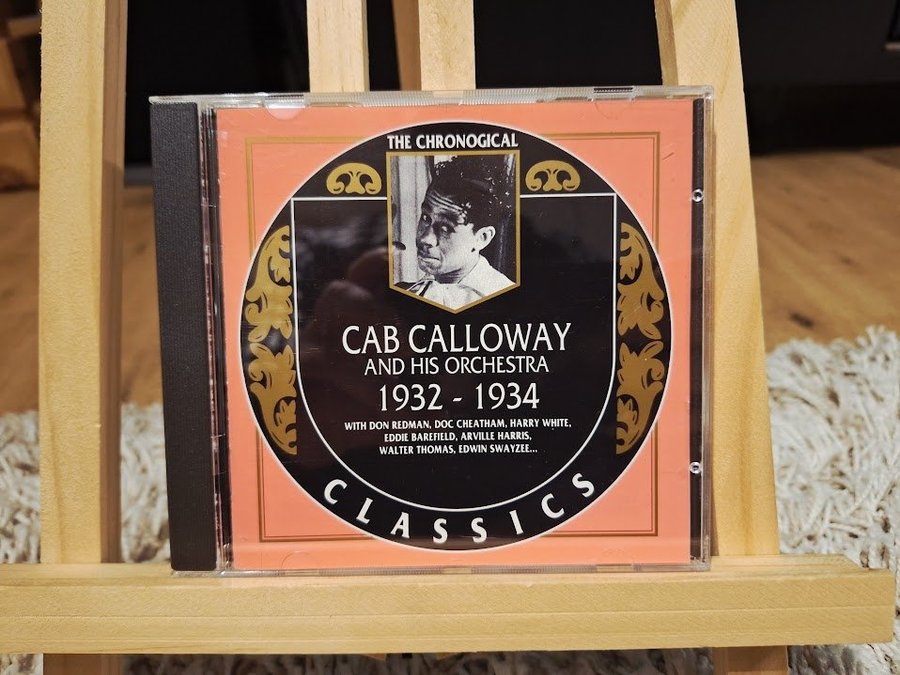 THE CHRONOGICAL
CAB CALLOWAY
AND HIS ORCHESTRA
1932 - 1934
WITH DON REDMAN, DOC CHEATHAM, HARRY WHITE,
EDDIE BAREFIELD, ARVILLE HARRIS,
WALTER THOMAS, EDWIN SWAYZEE...
CLASSICS